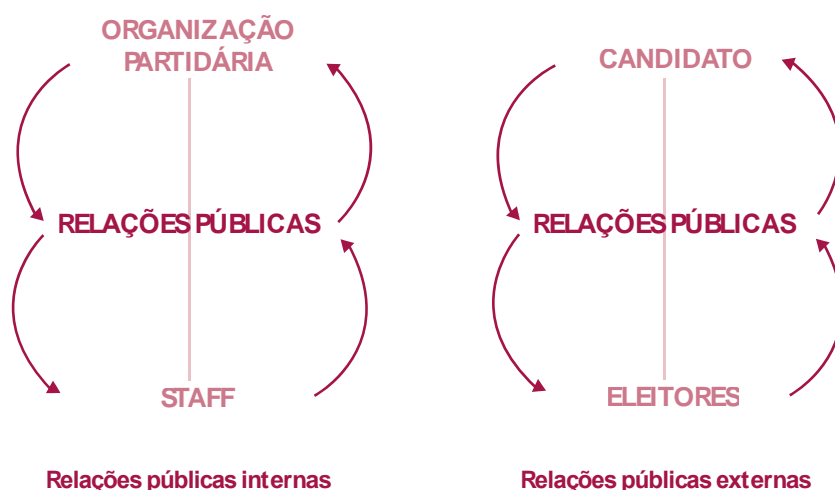 ORGANIZAÇÃO
PARTIDÁRIA
RELAÇÕES PÚBLICAS
STAFF
Relações públicas internas
CANDIDATO
RELAÇÕES PÚBLICAS
ELEITORES
Relações públicas externas